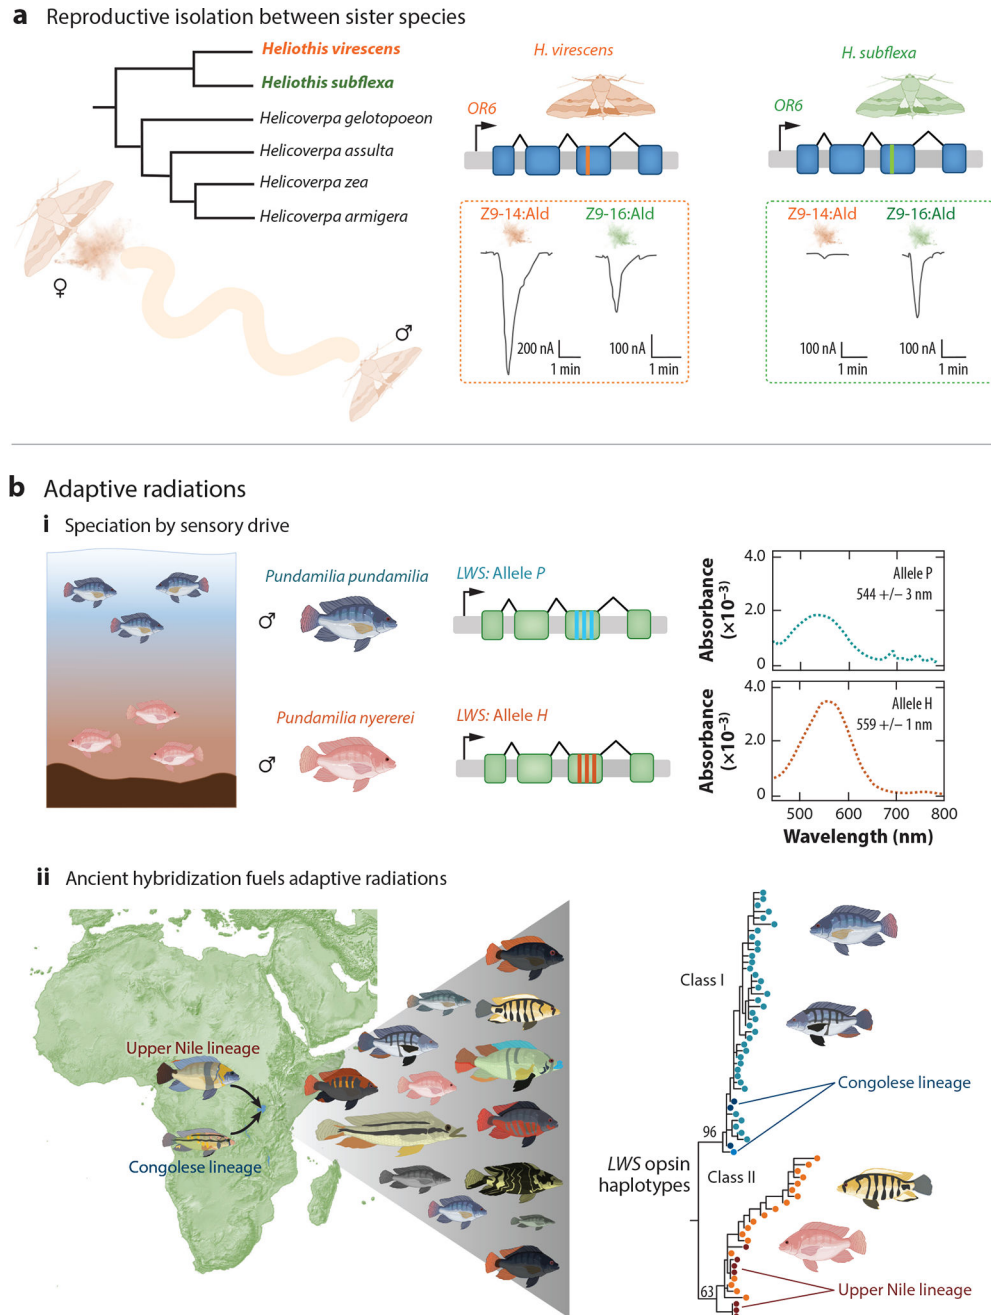 a Reproductive isolation between sister species
Heliothis virescens
Heliothis subflexa
Helicoverpa gelotopoeon
Helicoverpa assulta
Helicoverpa zea
Helicoverpa armigera
♀
♂
H. virescens
OR6
Z9-14:Ald Z9-16:Ald
200 nA
1 min
100 nA
1 min
H. subflexa
OR6
Z9-14:Ald Z9-16:Ald
100 nA
1 min
100 nA
1 min
b Adaptive radiations
i Speciation by sensory drive
Pundamilia pundamilia
♂
LWS: Allele P
Pundamilia nyererei
♂
LWS: Allele H
Absorbance
(×10⁻³)
4.0
2.0
0
Allele P
544 +/− 3 nm
Absorbance
(×10⁻³)
4.0
2.0
0
Allele H
559 +/− 1 nm
500 600 700 800
Wavelength (nm)
ii Ancient hybridization fuels adaptive radiations
Upper Nile lineage
Congolese lineage
Class I
Congolese lineage
96
LWS opsin
haplotypes
Class II
63
Upper Nile lineage